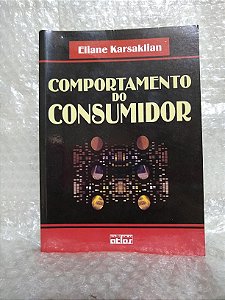 Eliane Karsaklian
COMPORTAMENTO
DO
CONSUMIDOR
atlas